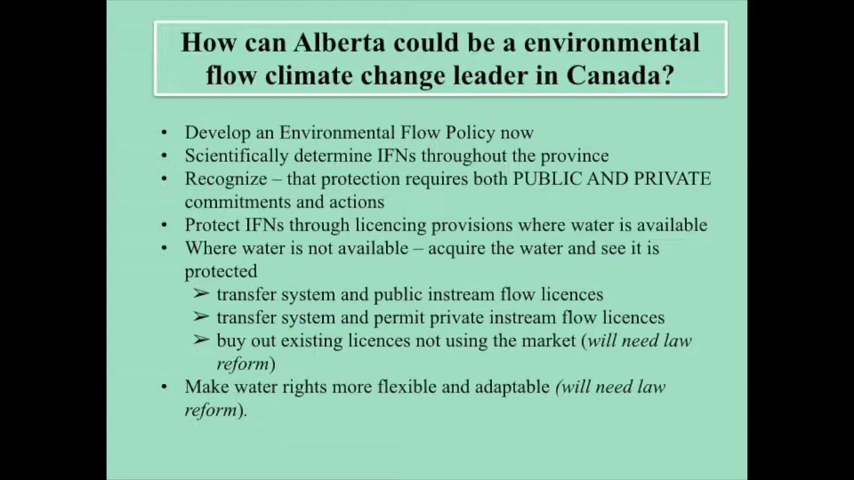 How can Alberta could be a environmental
flow climate change leader in Canada?
• Develop an Environmental Flow Policy now
• Scientifically determine IFNs throughout the province
• Recognize – that protection requires both PUBLIC AND PRIVATE
commitments and actions
• Protect IFNs through licencing provisions where water is available
• Where water is not available – acquire the water and see it is
protected
➢ transfer system and public instream flow licences
➢ transfer system and permit private instream flow licences
➢ buy out existing licences not using the market (will need law
reform)
• Make water rights more flexible and adaptable (will need law
reform).